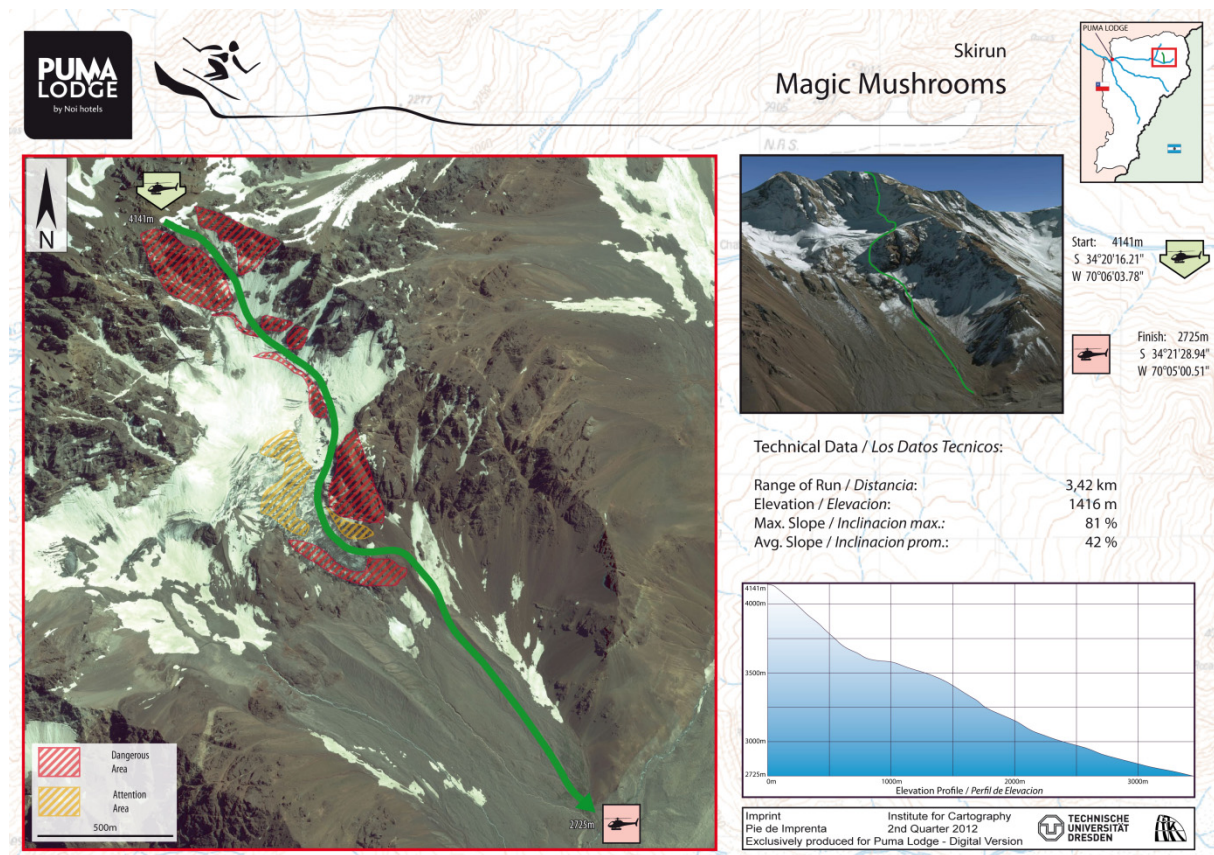 PUMA
LODGE
by Noi hotels
Skirun
Magic Mushrooms
PUMA LODGE
2277
N.R.S.
4141m
N
Start: 4141m
S 34°20'16.21"
W 70°06'03.78"
Finish: 2725m
S 34°21'28.94"
W 70°05'00.51"
Technical Data / Los Datos Tecnicos:
Range of Run / Distancia: 3,42 km
Elevation / Elevacion: 1416 m
Max. Slope / Inclinacion max.: 81 %
Avg. Slope / Inclinacion prom.: 42 %
4141m
4000m
3500m
3000m
2725m
0m 1000m 2000m 3000m
Elevation Profile / Perfil de Elevacion
Dangerous
Area
Attention
Area
500m
2725m
Imprint Institute for Cartography
Pie de Imprenta 2nd Quarter 2012
Exclusively produced for Puma Lodge - Digital Version
TECHNISCHE
UNIVERSITÄT
DRESDEN